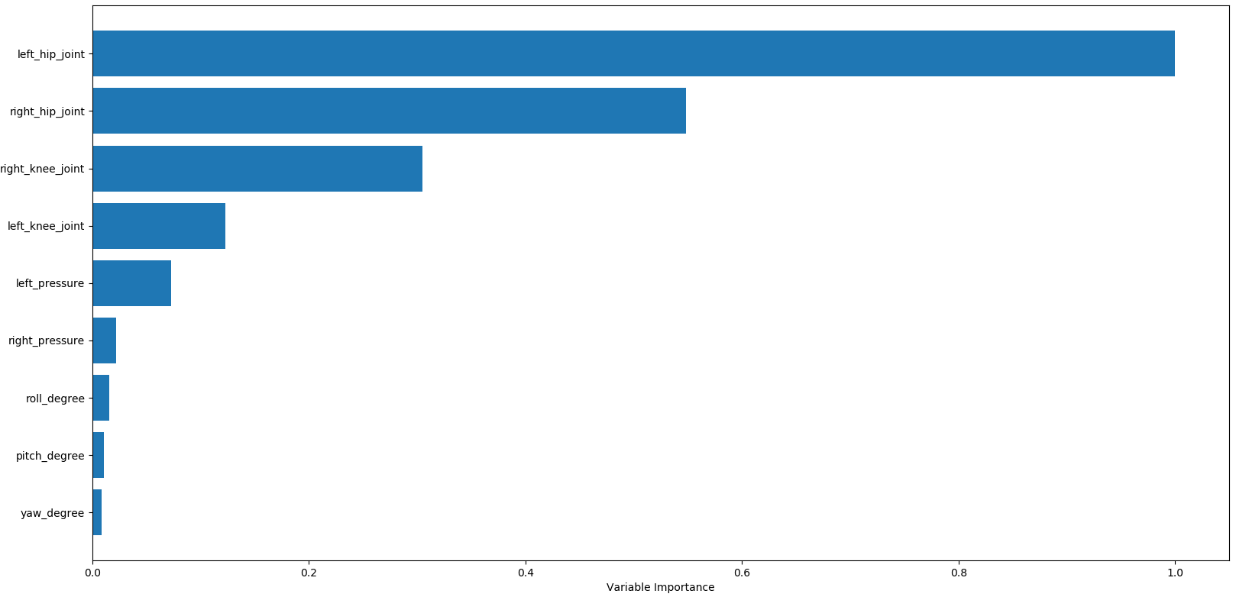 left_hip_joint
right_hip_joint
right_knee_joint
left_knee_joint
left_pressure
right_pressure
roll_degree
pitch_degree
yaw_degree
0.0 0.2 0.4 0.6 0.8 1.0
Variable Importance